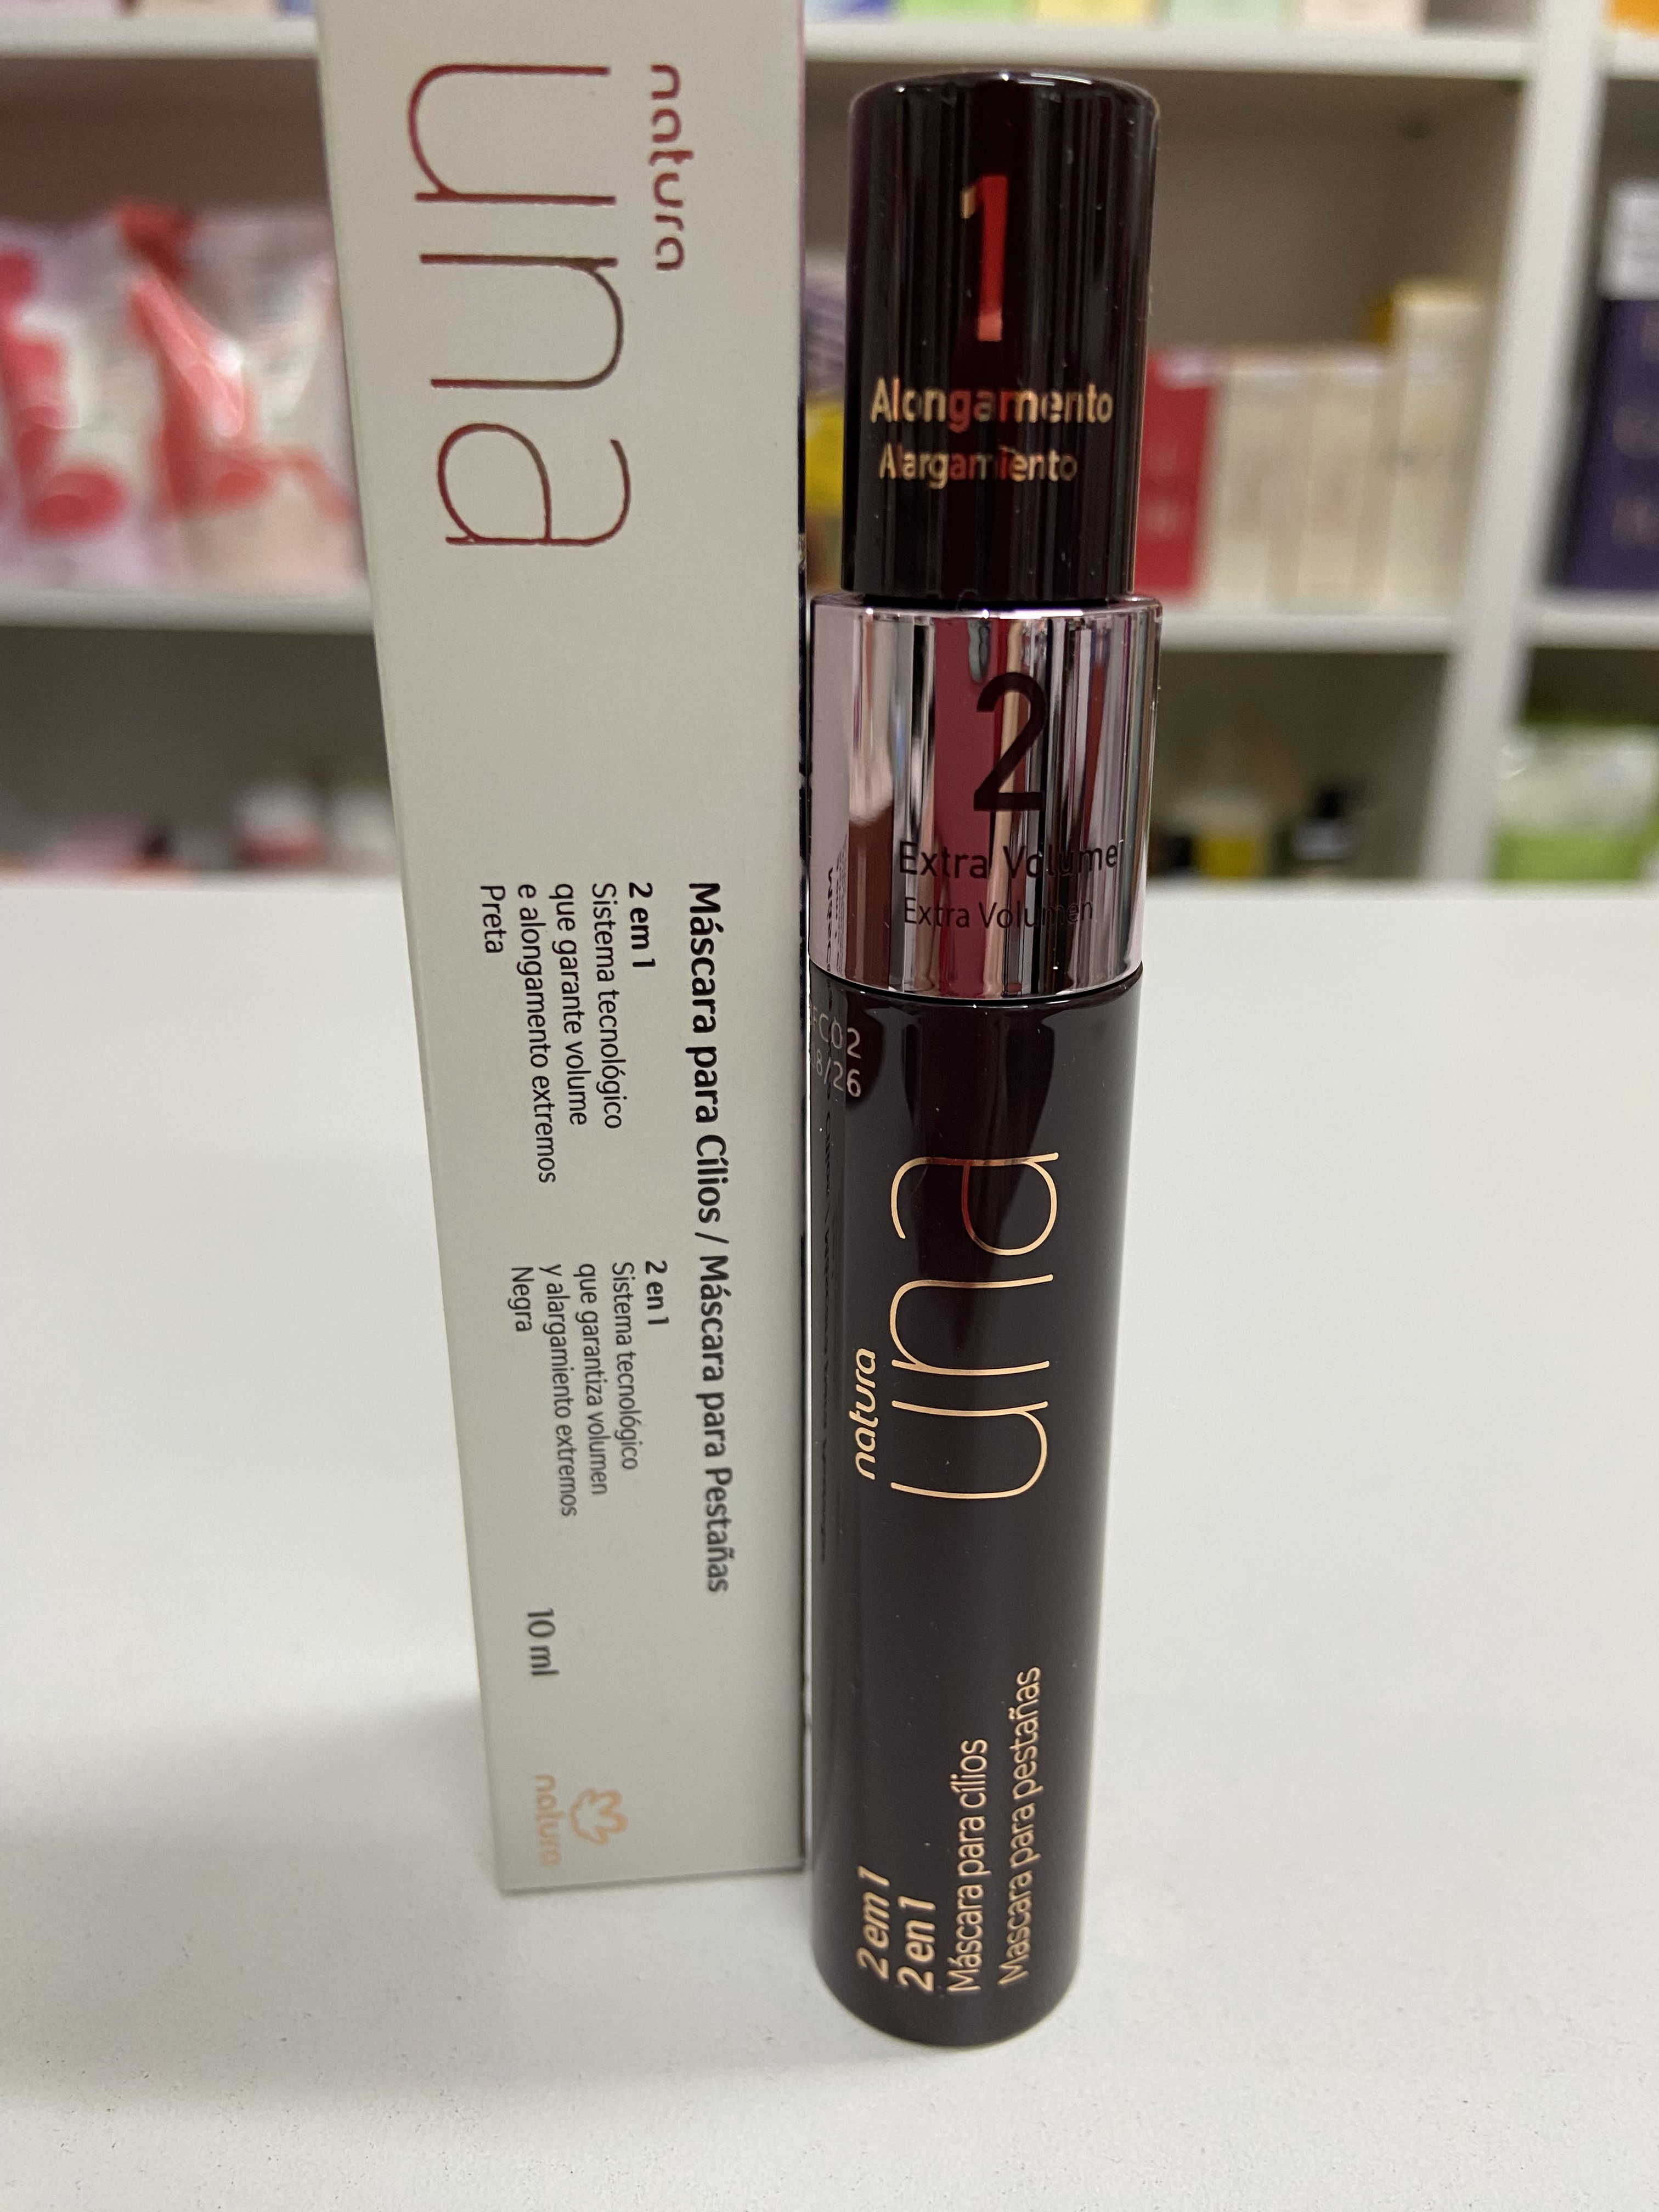 natura
una
Máscara para Cílios / Máscara para Pestañas
2 em 1
Sistema tecnológico
que garante volume
e alongamento extremos
Preta
2 en 1
Sistema tecnológico
que garantiza volumen
y alargamiento extremos
Negra
10 ml
natura
1
Alongamento
Alargamiento
2
Extra Volume
Extra Volumen
natura
una
2 em 1
2 en 1
Máscara para cílios
Máscara para pestañas